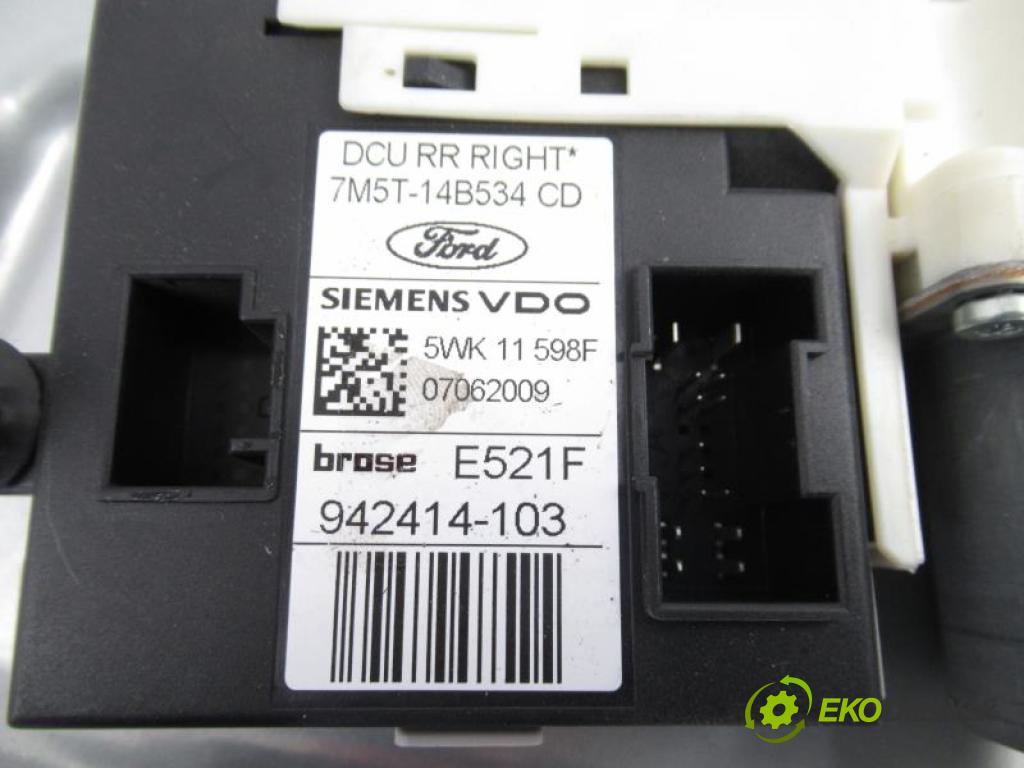 DCU RR RIGHT*
7M5T-14B534 CD
Ford
SIEMENS VDO
5WK 11 598F
07062009
brose E521F
942414-103
EKO